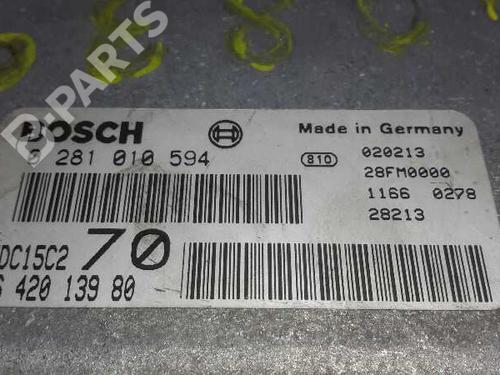 B-PARTS
BOSCH
Made in Germany
0 281 010 594
810
020213
28FM0000
1166 0278
28213
DC15C2 70
6 420 139 80